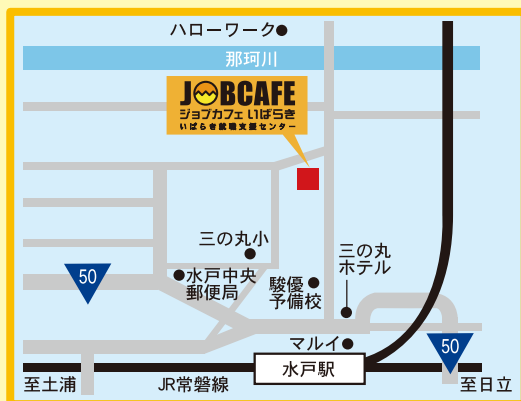 ハローワーク
那珂川
JOBCAFE
ジョブカフェいばらき
いばらき就職支援センター
三の丸小
三の丸
ホテル
50
水戸中央
郵便局
駿優
予備校
マルイ
50
水戸駅
至土浦
JR常磐線
至日立